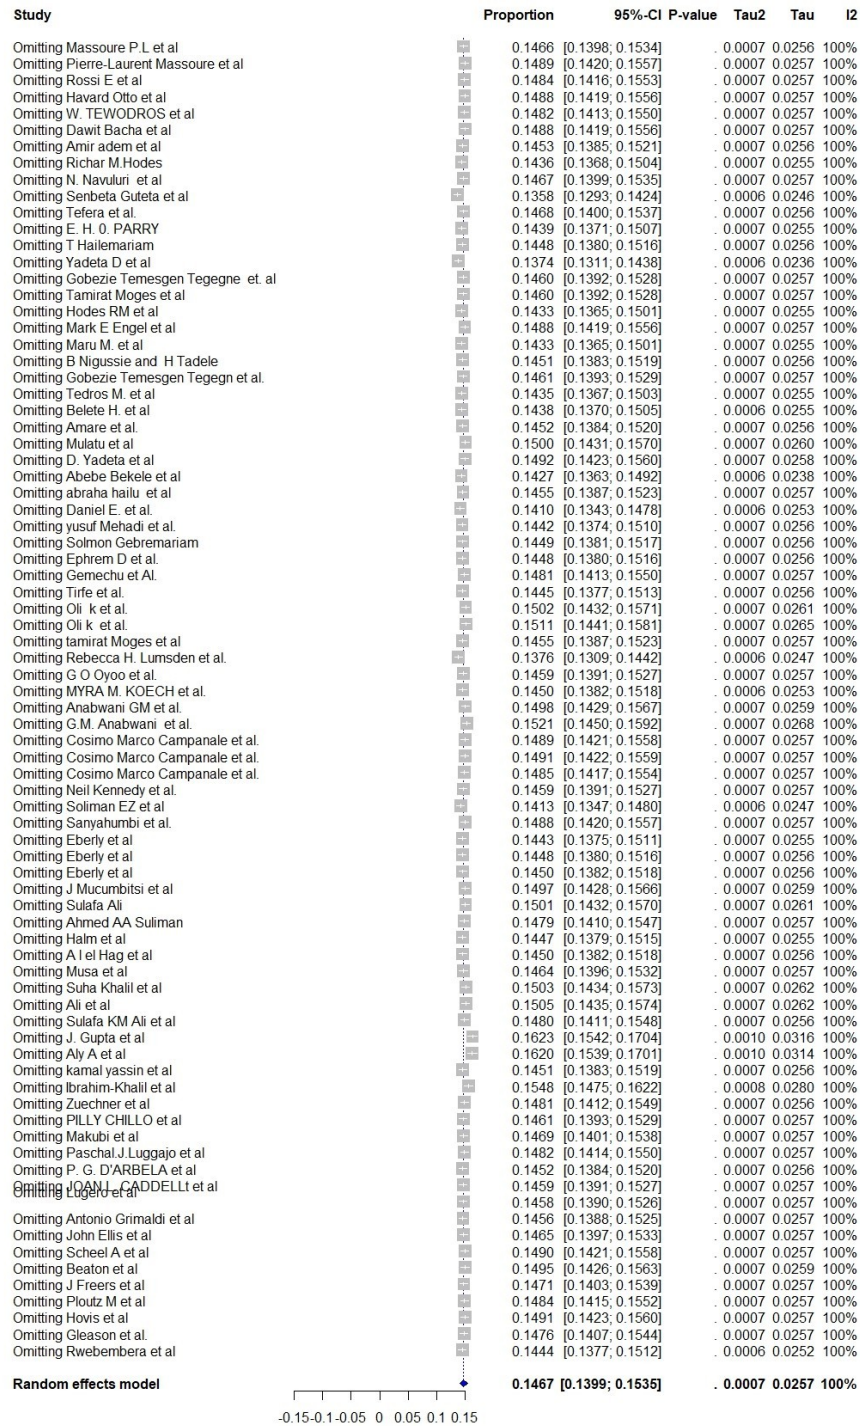 Study Proportion 95%-CI P-value Tau2 Tau I2
Omitting Massoure P.L et al 0.1466 [0.1398; 0.1534] . 0.0007 0.0256 100%
Omitting Pierre-Laurent Massoure et al 0.1489 [0.1420; 0.1557] . 0.0007 0.0257 100%
Omitting Rossi E et al 0.1484 [0.1416; 0.1553] . 0.0007 0.0257 100%
Omitting Havard Otto et al 0.1488 [0.1419; 0.1556] . 0.0007 0.0257 100%
Omitting W. TEWODROS et al 0.1482 [0.1413; 0.1550] . 0.0007 0.0257 100%
Omitting Dawit Bacha et al 0.1488 [0.1419; 0.1556] . 0.0007 0.0257 100%
Omitting Amir adem et al 0.1453 [0.1385; 0.1521] . 0.0007 0.0256 100%
Omitting Richar M.Hodes 0.1436 [0.1368; 0.1504] . 0.0007 0.0255 100%
Omitting N. Navuluri et al 0.1467 [0.1399; 0.1535] . 0.0007 0.0257 100%
Omitting Senbeta Guteta et al 0.1358 [0.1293; 0.1424] . 0.0006 0.0246 100%
Omitting Tefera et al. 0.1468 [0.1400; 0.1537] . 0.0007 0.0256 100%
Omitting E. H. 0. PARRY 0.1439 [0.1371; 0.1507] . 0.0007 0.0255 100%
Omitting T Hailemariam 0.1448 [0.1380; 0.1516] . 0.0007 0.0256 100%
Omitting Yadeta D et al 0.1374 [0.1311; 0.1438] . 0.0006 0.0236 100%
Omitting Gobezie Temesgen Tegegne et. al 0.1460 [0.1392; 0.1528] . 0.0007 0.0257 100%
Omitting Tamirat Moges et al 0.1460 [0.1392; 0.1528] . 0.0007 0.0257 100%
Omitting Hodes RM et al 0.1433 [0.1365; 0.1501] . 0.0007 0.0255 100%
Omitting Mark E Engel et al 0.1488 [0.1419; 0.1556] . 0.0007 0.0257 100%
Omitting Maru M. et al 0.1433 [0.1365; 0.1501] . 0.0007 0.0255 100%
Omitting B Nigussie and H Tadele 0.1451 [0.1383; 0.1519] . 0.0007 0.0256 100%
Omitting Gobezie Temesgen Tegegn et al. 0.1461 [0.1393; 0.1529] . 0.0007 0.0257 100%
Omitting Tedros M. et al 0.1435 [0.1367; 0.1503] . 0.0007 0.0255 100%
Omitting Belete H. et al 0.1438 [0.1370; 0.1505] . 0.0006 0.0255 100%
Omitting Amare et al. 0.1452 [0.1384; 0.1520] . 0.0007 0.0256 100%
Omitting Mulatu et al 0.1500 [0.1431; 0.1570] . 0.0007 0.0260 100%
Omitting D. Yadeta et al 0.1492 [0.1423; 0.1560] . 0.0007 0.0258 100%
Omitting Abebe Bekele et al 0.1427 [0.1363; 0.1492] . 0.0006 0.0238 100%
Omitting abraha hailu et al 0.1455 [0.1387; 0.1523] . 0.0007 0.0257 100%
Omitting Daniel E. et al. 0.1410 [0.1343; 0.1478] . 0.0006 0.0253 100%
Omitting yusuf Mehadi et al. 0.1442 [0.1374; 0.1510] . 0.0007 0.0256 100%
Omitting Solmon Gebremariam 0.1449 [0.1381; 0.1517] . 0.0007 0.0256 100%
Omitting Ephrem D et al. 0.1448 [0.1380; 0.1516] . 0.0007 0.0256 100%
Omitting Gemechu et Al. 0.1481 [0.1413; 0.1550] . 0.0007 0.0257 100%
Omitting Tirfe et al. 0.1445 [0.1377; 0.1513] . 0.0007 0.0256 100%
Omitting Oli k et al. 0.1502 [0.1432; 0.1571] . 0.0007 0.0261 100%
Omitting Oli k et al. 0.1511 [0.1441; 0.1581] . 0.0007 0.0265 100%
Omitting tamirat Moges et al 0.1455 [0.1387; 0.1523] . 0.0007 0.0257 100%
Omitting Rebecca H. Lumsden et al. 0.1376 [0.1309; 0.1442] . 0.0006 0.0247 100%
Omitting G O Oyoo et al. 0.1459 [0.1391; 0.1527] . 0.0007 0.0257 100%
Omitting MYRA M. KOECH et al. 0.1450 [0.1382; 0.1518] . 0.0006 0.0253 100%
Omitting Anabwani GM et al. 0.1498 [0.1429; 0.1567] . 0.0007 0.0259 100%
Omitting G.M. Anabwani et al. 0.1521 [0.1450; 0.1592] . 0.0007 0.0268 100%
Omitting Cosimo Marco Campanale et al. 0.1489 [0.1421; 0.1558] . 0.0007 0.0257 100%
Omitting Cosimo Marco Campanale et al. 0.1491 [0.1422; 0.1559] . 0.0007 0.0257 100%
Omitting Cosimo Marco Campanale et al. 0.1485 [0.1417; 0.1554] . 0.0007 0.0257 100%
Omitting Neil Kennedy et al. 0.1459 [0.1391; 0.1527] . 0.0007 0.0257 100%
Omitting Soliman EZ et al 0.1413 [0.1347; 0.1480] . 0.0006 0.0247 100%
Omitting Sanyahumbi et al. 0.1488 [0.1420; 0.1557] . 0.0007 0.0257 100%
Omitting Eberly et al 0.1443 [0.1375; 0.1511] . 0.0007 0.0255 100%
Omitting Eberly et al 0.1448 [0.1380; 0.1516] . 0.0007 0.0256 100%
Omitting Eberly et al 0.1450 [0.1382; 0.1518] . 0.0007 0.0256 100%
Omitting J Mucumbitsi et al 0.1497 [0.1428; 0.1566] . 0.0007 0.0259 100%
Omitting Sulafa Ali 0.1501 [0.1432; 0.1570] . 0.0007 0.0261 100%
Omitting Ahmed AA Suliman 0.1479 [0.1410; 0.1547] . 0.0007 0.0257 100%
Omitting Halm et al 0.1447 [0.1379; 0.1515] . 0.0007 0.0255 100%
Omitting A I el Hag et al 0.1450 [0.1382; 0.1518] . 0.0007 0.0256 100%
Omitting Musa et al 0.1464 [0.1396; 0.1532] . 0.0007 0.0257 100%
Omitting Suha Khalil et al 0.1503 [0.1434; 0.1573] . 0.0007 0.0262 100%
Omitting Ali et al 0.1505 [0.1435; 0.1574] . 0.0007 0.0262 100%
Omitting Sulafa KM Ali et al 0.1480 [0.1411; 0.1548] . 0.0007 0.0256 100%
Omitting J. Gupta et al 0.1623 [0.1542; 0.1704] . 0.0010 0.0316 100%
Omitting Aly A et al 0.1620 [0.1539; 0.1701] . 0.0010 0.0314 100%
Omitting kamal yassin et al 0.1451 [0.1383; 0.1519] . 0.0007 0.0256 100%
Omitting Ibrahim-Khalil et al 0.1548 [0.1475; 0.1622] . 0.0008 0.0280 100%
Omitting Zuechner et al 0.1481 [0.1412; 0.1549] . 0.0007 0.0256 100%
Omitting PILLY CHILLO et al 0.1461 [0.1393; 0.1529] . 0.0007 0.0257 100%
Omitting Makubi et al 0.1469 [0.1401; 0.1538] . 0.0007 0.0257 100%
Omitting Paschal.J.Luggajo et al 0.1482 [0.1414; 0.1550] . 0.0007 0.0257 100%
Omitting P. G. D'ARBELA et al 0.1452 [0.1384; 0.1520] . 0.0007 0.0256 100%
Omitting JOAN L. CADDELLt et al 0.1459 [0.1391; 0.1527] . 0.0007 0.0257 100%
Omitting Lugero et al 0.1458 [0.1390; 0.1526] . 0.0007 0.0257 100%
Omitting Antonio Grimaldi et al 0.1456 [0.1388; 0.1525] . 0.0007 0.0257 100%
Omitting John Ellis et al 0.1465 [0.1397; 0.1533] . 0.0007 0.0257 100%
Omitting Scheel A et al 0.1490 [0.1421; 0.1558] . 0.0007 0.0257 100%
Omitting Beaton et al 0.1495 [0.1426; 0.1563] . 0.0007 0.0259 100%
Omitting J Freers et al 0.1471 [0.1403; 0.1539] . 0.0007 0.0257 100%
Omitting Ploutz M et al 0.1484 [0.1415; 0.1552] . 0.0007 0.0257 100%
Omitting Hovis et al 0.1491 [0.1423; 0.1560] . 0.0007 0.0257 100%
Omitting Gleason et al. 0.1476 [0.1407; 0.1544] . 0.0007 0.0257 100%
Omitting Rwebembera et al 0.1444 [0.1377; 0.1512] . 0.0006 0.0252 100%
Random effects model 0.1467 [0.1399; 0.1535] . 0.0007 0.0257 100%
-0.15 -0.1 -0.05 0 0.05 0.1 0.15